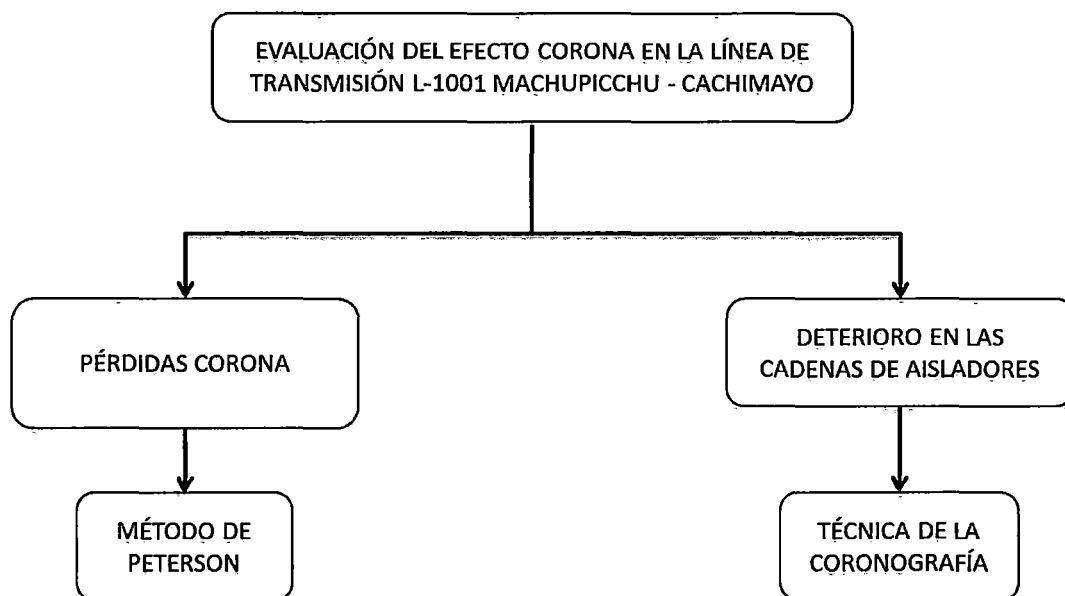 EVALUACIÓN DEL EFECTO CORONA EN LA LÍNEA DE
TRANSMISIÓN L-1001 MACHUPICCHU - CACHIMAYO
PÉRDIDAS CORONA
DETERIORO EN LAS
CADENAS DE AISLADORES
MÉTODO DE
PETERSON
TÉCNICA DE LA
CORONOGRAFÍA